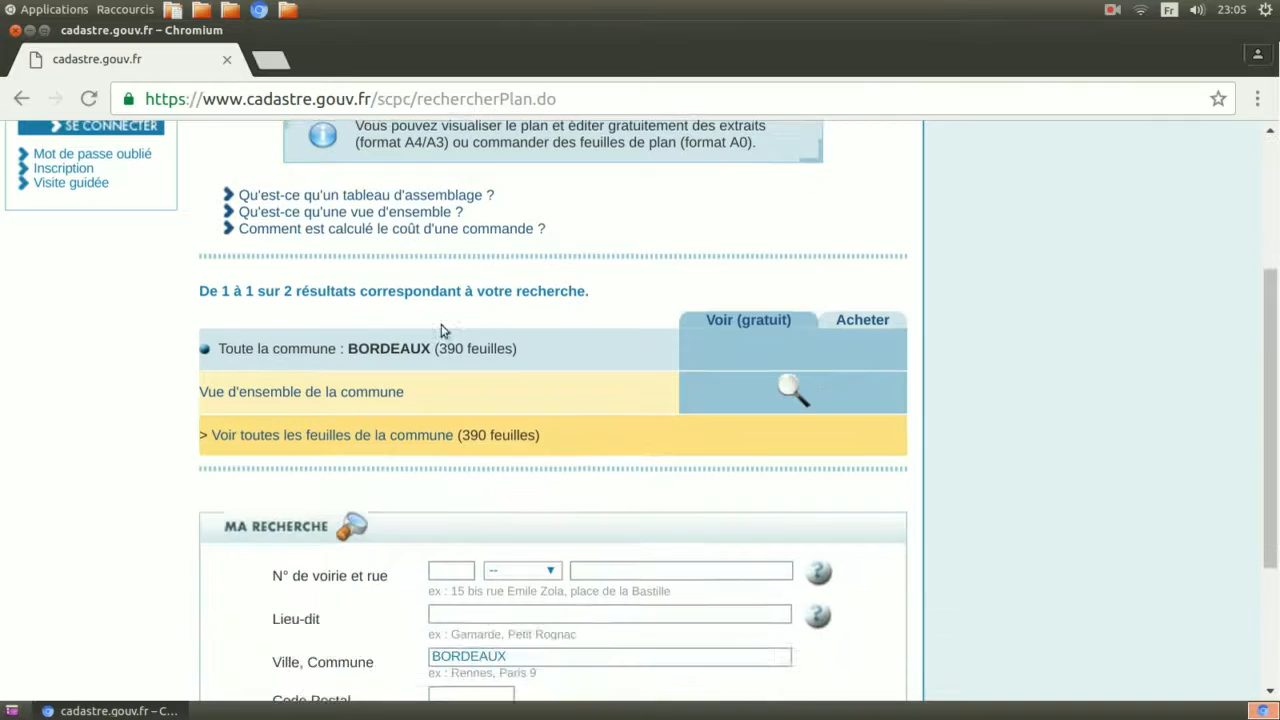 Applications Raccourcis Fr 23:05
cadastre.gouv.fr – Chromium
cadastre.gouv.fr
https://www.cadastre.gouv.fr/scpc/rechercherPlan.do
SE CONNECTER
Mot de passe oublié
Inscription
Visite guidée
Vous pouvez visualiser le plan et éditer gratuitement des extraits
(format A4/A3) ou commander des feuilles de plan (format A0).
Qu'est-ce qu'un tableau d'assemblage ?
Qu'est-ce qu'une vue d'ensemble ?
Comment est calculé le coût d'une commande ?
De 1 à 1 sur 2 résultats correspondant à votre recherche.
Voir (gratuit) Acheter
Toute la commune : BORDEAUX (390 feuilles)
Vue d'ensemble de la commune
> Voir toutes les feuilles de la commune (390 feuilles)
MA RECHERCHE
N° de voirie et rue --
ex : 15 bis rue Emile Zola, place de la Bastille
Lieu-dit
ex : Gamarde, Petit Rognac
Ville, Commune BORDEAUX
ex : Rennes, Paris 9
Code Postal
cadastre.gouv.fr – C...